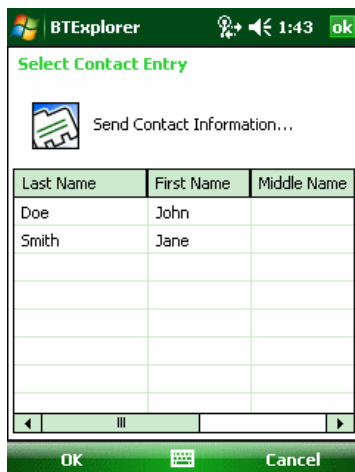 BTExplorer 1:43 ok
Select Contact Entry
Send Contact Information...
Last Name First Name Middle Name
Doe John
Smith Jane
OK Cancel